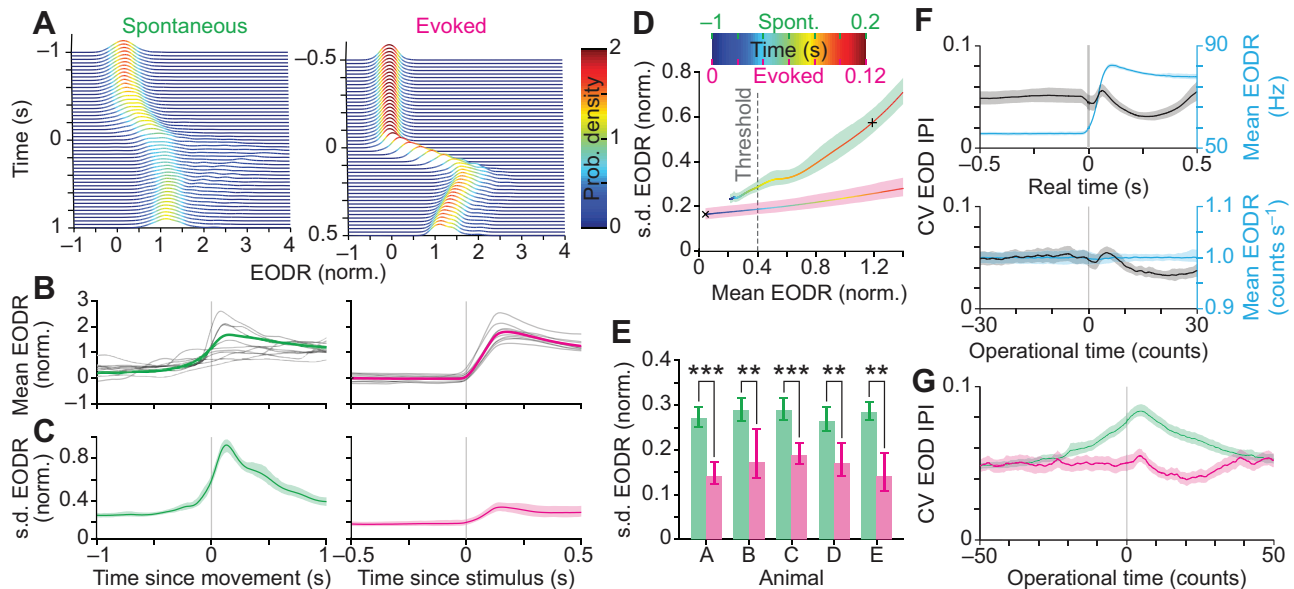 A
Spontaneous
Evoked
−1
0
1
Time (s)
−0.5
0
0.5
−1 0 1 2 3 4
−1 0 1 2 3 4
EODR (norm.)
2
1
0
Prob. density
B
3
2
1
0
−1
Mean EODR
(norm.)
C
0.8
0.4
0
s.d. EODR
(norm.)
−1 0 1
Time since movement (s)
−0.5 0 0.5
Time since stimulus (s)
D
−1 Spont. 0.2
Time (s)
0 Evoked 0.12
0.8
0.6
0.4
0.2
0
s.d. EODR (norm.)
Threshold
0 0.4 0.8 1.2
Mean EODR (norm.)
E
0.4
0.3
0.2
0.1
0
s.d. EODR (norm.)
*** ** *** ** **
A B C D E
Animal
F
0.1
0
90
50
Mean EODR
(Hz)
−0.5 0 0.5
Real time (s)
CV EOD IPI
0.1
0
1.1
1.0
0.9
Mean EODR
(counts s−1)
−30 0 30
Operational time (counts)
G
0.1
0
CV EOD IPI
−50 0 50
Operational time (counts)